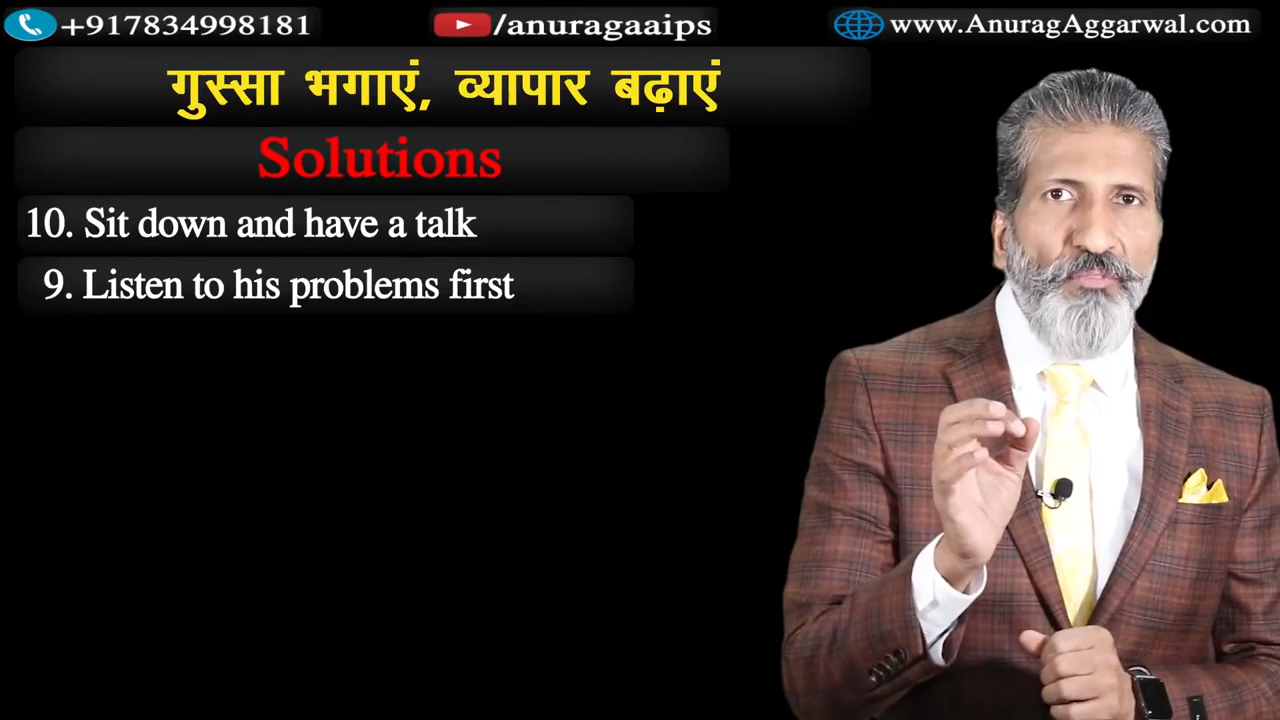 +917834998181 /anuragaaips www.AnuragAggarwal.com
गुस्सा भगाएं, व्यापार बढ़ाएं
Solutions
10. Sit down and have a talk
9. Listen to his problems first